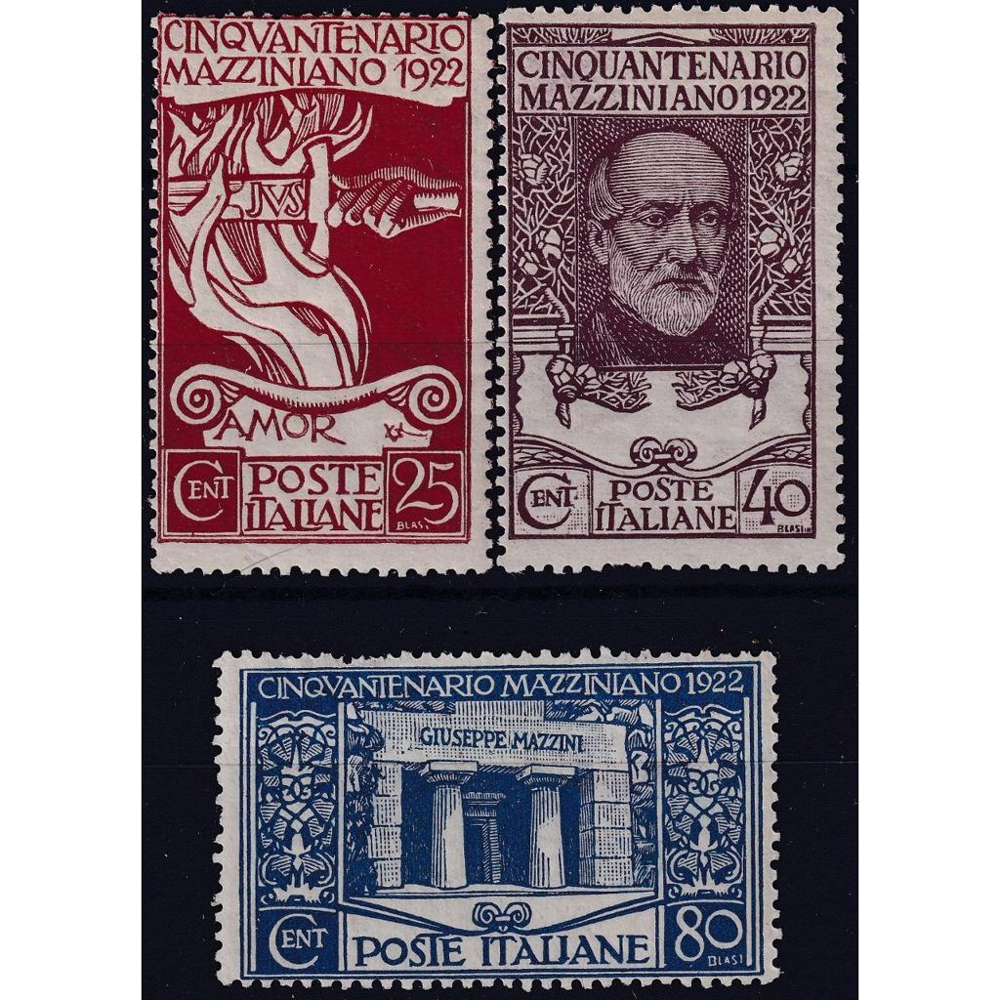 CINQVANTENARIO
MAZZINIANO 1922
JVS
AMOR
CENT
POSTE
ITALIANE
25
BLASI
CINQUANTENARIO
MAZZINIANO 1922
CENT.
POSTE
ITALIANE
40
BLASI
CINQVANTENARIO MAZZINIANO 1922
GIUSEPPE MAZZINI
CENT
POSTE ITALIANE
80
BLASI